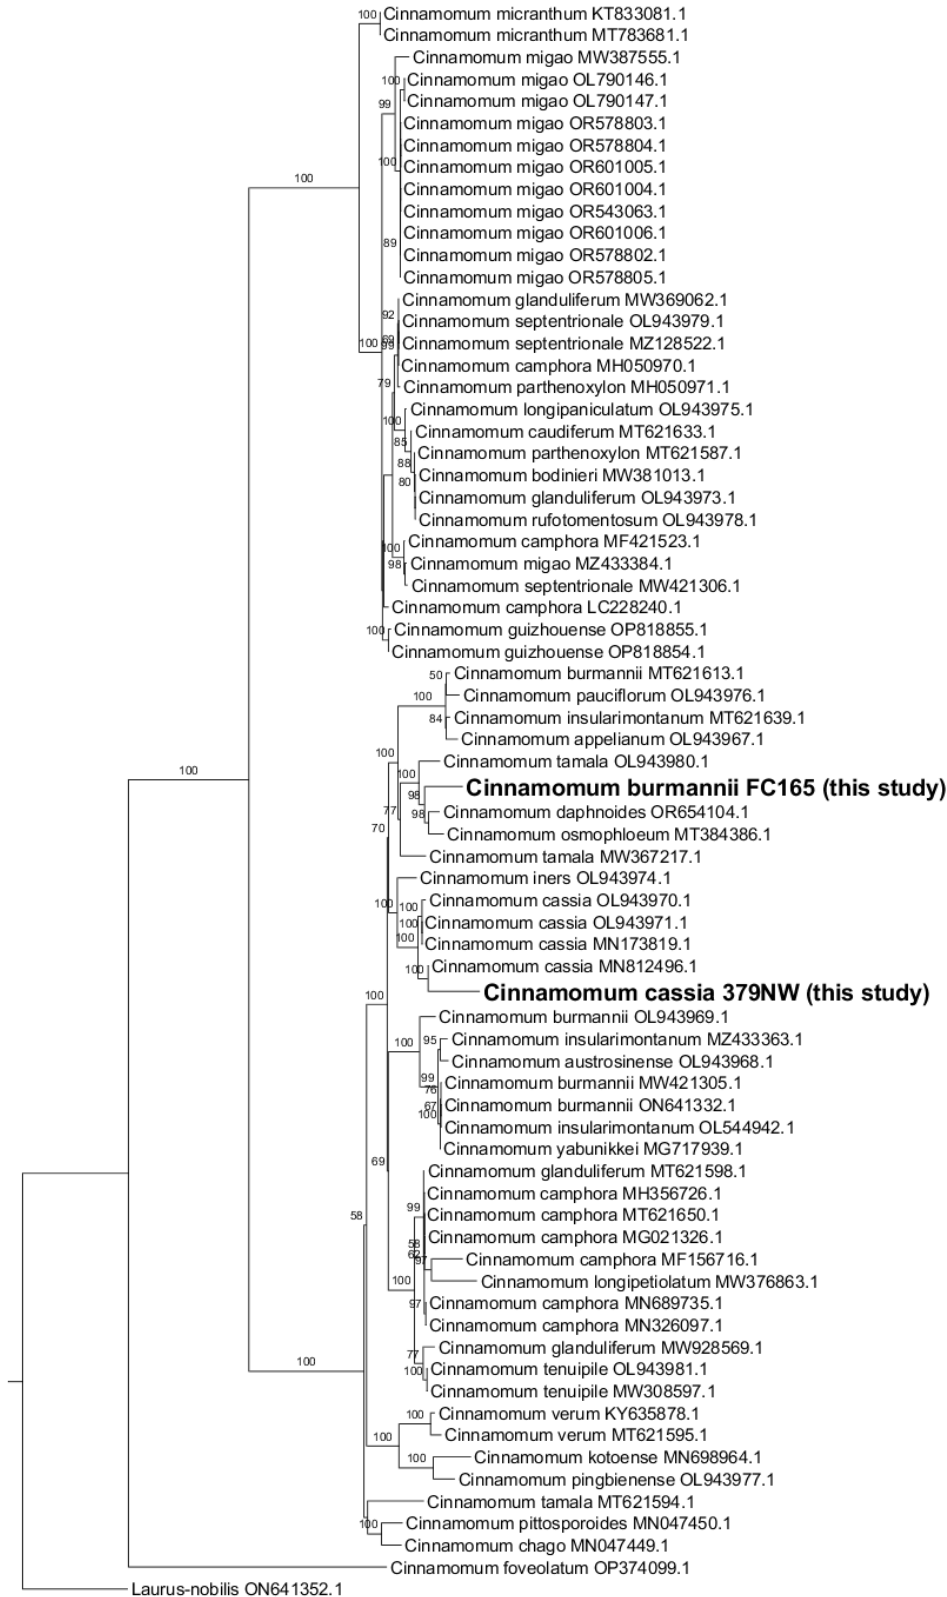 100
Cinnamomum micranthum KT833081.1
Cinnamomum micranthum MT783681.1
Cinnamomum migao MW387555.1
100
Cinnamomum migao OL790146.1
99
Cinnamomum migao OL790147.1
Cinnamomum migao OR578803.1
Cinnamomum migao OR578804.1
100
Cinnamomum migao OR601005.1
100
Cinnamomum migao OR601004.1
Cinnamomum migao OR543063.1
Cinnamomum migao OR601006.1
89
Cinnamomum migao OR578802.1
Cinnamomum migao OR578805.1
Cinnamomum glanduliferum MW369062.1
92
Cinnamomum septentrionale OL943979.1
100
Cinnamomum septentrionale MZ128522.1
Cinnamomum camphora MH050970.1
79
Cinnamomum parthenoxylon MH050971.1
Cinnamomum longipaniculatum OL943975.1
100
Cinnamomum caudiferum MT621633.1
85
Cinnamomum parthenoxylon MT621587.1
88
Cinnamomum bodinieri MW381013.1
80
Cinnamomum glanduliferum OL943973.1
Cinnamomum rufotomentosum OL943978.1
Cinnamomum camphora MF421523.1
100
98
Cinnamomum migao MZ433384.1
Cinnamomum septentrionale MW421306.1
Cinnamomum camphora LC228240.1
100
Cinnamomum guizhouense OP818855.1
Cinnamomum guizhouense OP818854.1
50
Cinnamomum burmannii MT621613.1
100
Cinnamomum pauciflorum OL943976.1
84
Cinnamomum insularimontanum MT621639.1
Cinnamomum appelianum OL943967.1
100
Cinnamomum tamala OL943980.1
100
100
Cinnamomum burmannii FC165 (this study)
98
77
98
Cinnamomum daphnoides OR654104.1
70
Cinnamomum osmophloeum MT384386.1
Cinnamomum tamala MW367217.1
Cinnamomum iners OL943974.1
100
100
Cinnamomum cassia OL943970.1
100
Cinnamomum cassia OL943971.1
100
Cinnamomum cassia MN173819.1
100
Cinnamomum cassia MN812496.1
100
Cinnamomum cassia 379NW (this study)
Cinnamomum burmannii OL943969.1
100
95
Cinnamomum insularimontanum MZ433363.1
Cinnamomum austrosinense OL943968.1
99
76
Cinnamomum burmannii MW421305.1
67
100
Cinnamomum burmannii ON641332.1
Cinnamomum insularimontanum OL544942.1
Cinnamomum yabunikkei MG717939.1
69
Cinnamomum glanduliferum MT621598.1
Cinnamomum camphora MH356726.1
58
99
Cinnamomum camphora MT621650.1
Cinnamomum camphora MG021326.1
97
Cinnamomum camphora MF156716.1
100
Cinnamomum longipetiolatum MW376863.1
97
Cinnamomum camphora MN689735.1
Cinnamomum camphora MN326097.1
77
Cinnamomum glanduliferum MW928569.1
100
100
Cinnamomum tenuipile OL943981.1
Cinnamomum tenuipile MW308597.1
100
Cinnamomum verum KY635878.1
100
Cinnamomum verum MT621595.1
100
Cinnamomum kotoense MN698964.1
Cinnamomum pingbienense OL943977.1
Cinnamomum tamala MT621594.1
100
Cinnamomum pittosporoides MN047450.1
Cinnamomum chago MN047449.1
Cinnamomum foveolatum OP374099.1
Laurus-nobilis ON641352.1